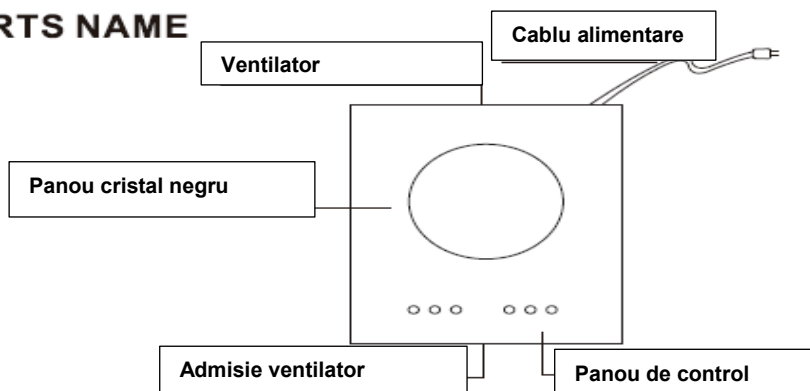 RTS NAME
Cablu alimentare
Ventilator
Panou cristal negru
Admisie ventilator
Panou de control